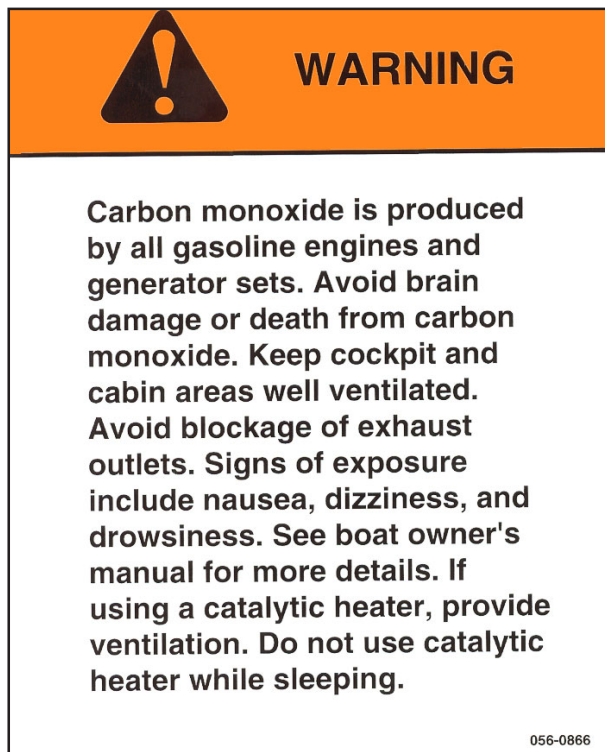 WARNING
Carbon monoxide is produced
by all gasoline engines and
generator sets. Avoid brain
damage or death from carbon
monoxide. Keep cockpit and
cabin areas well ventilated.
Avoid blockage of exhaust
outlets. Signs of exposure
include nausea, dizziness, and
drowsiness. See boat owner's
manual for more details. If
using a catalytic heater, provide
ventilation. Do not use catalytic
heater while sleeping.
056-0866